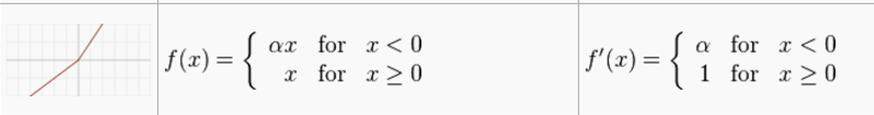 f(x) = { αx for x < 0
x for x ≥ 0
f′(x) = { α for x < 0
1 for x ≥ 0